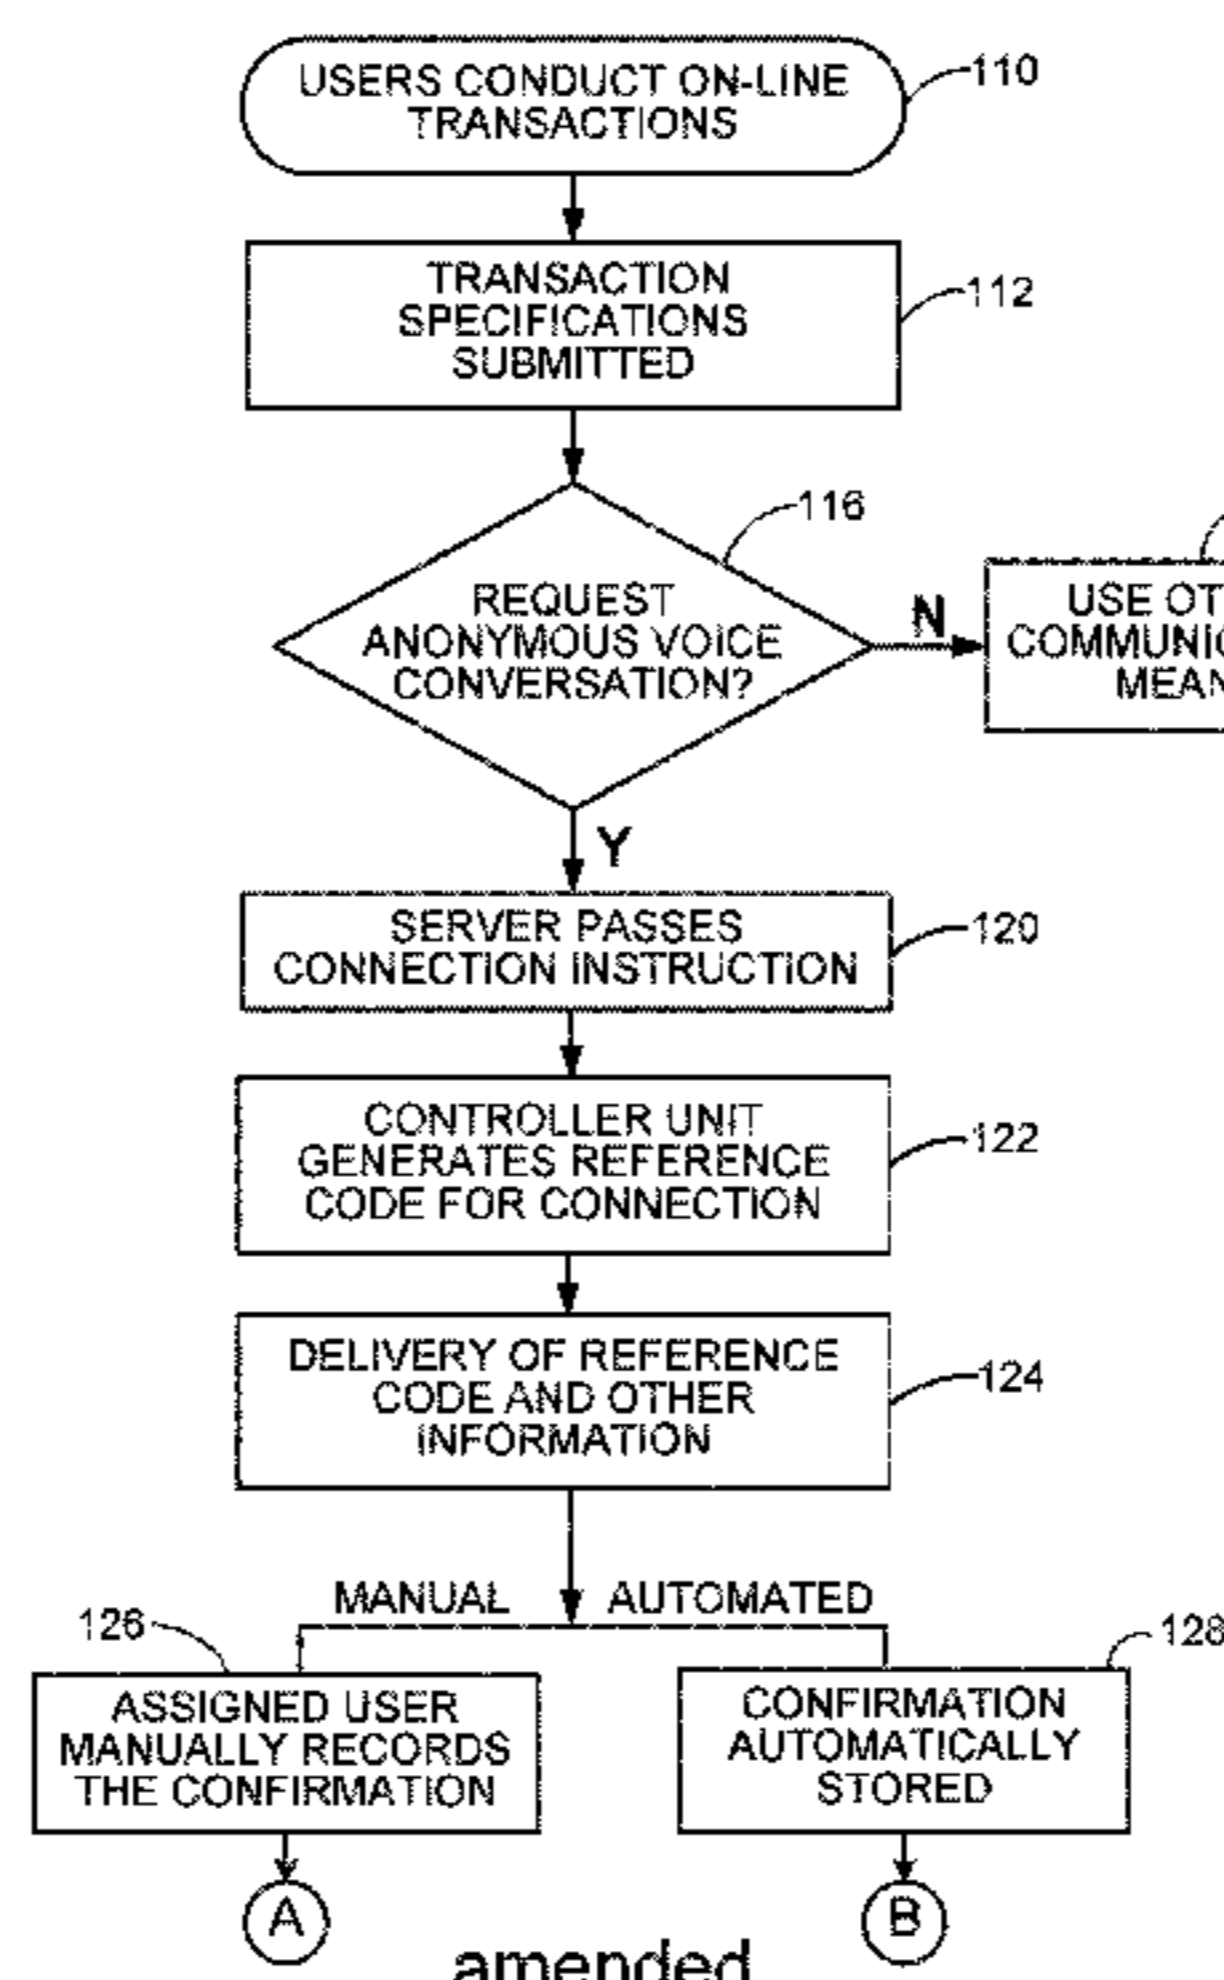 USERS CONDUCT ON-LINE
TRANSACTIONS
110
TRANSACTION
SPECIFICATIONS
SUBMITTED
112
116
REQUEST
ANONYMOUS VOICE
CONVERSATION?
N
USE
Y
SERVER PASSES
CONNECTION INSTRUCTION
120
CONTROLLER UNIT
GENERATES REFERENCE
CODE FOR CONNECTION
122
DELIVERY OF REFERENCE
CODE AND OTHER
INFORMATION
124
MANUAL AUTOMATED
126
128
ASSIGNED USER
MANUALLY RECORDS
THE CONFIRMATION
CONFIRMATION
AUTOMATICALLY
STORED
A
B
amended